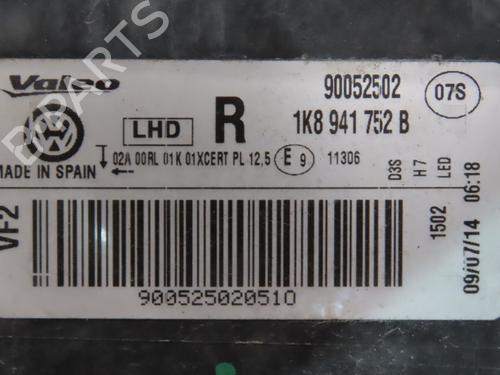 Valeo
90052502
07S
LHD
R
1K8 941 752 B
02A 00RL 01K 01XCERT PL 12,5
E 9
11306
MADE IN SPAIN
D3S
H7
LED
VF2
1502
09/07/14 06:18
900525020510
B PARTS